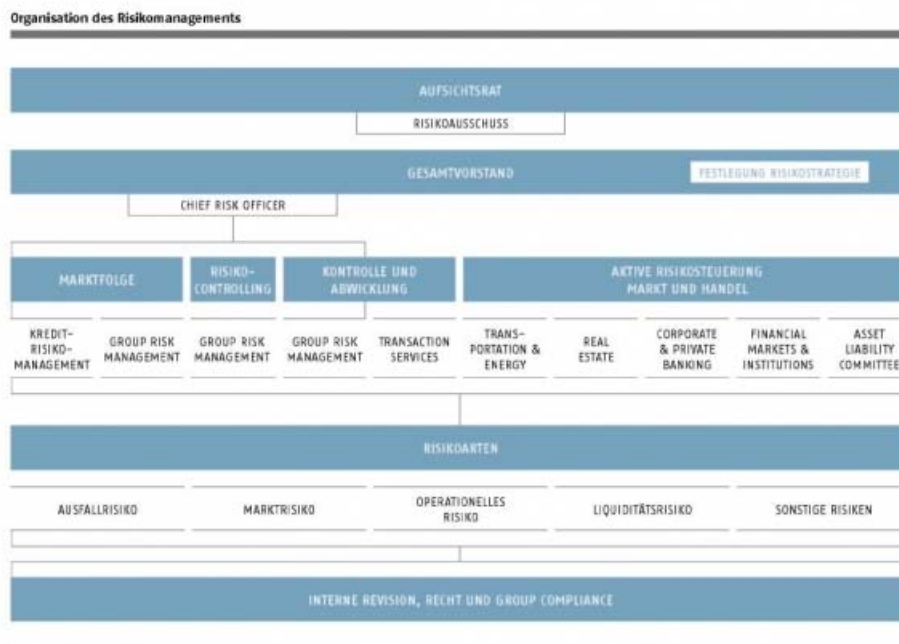 Organisation des Risikomanagements
AUFSICHTSRAT
RISIKOAUSSCHUSS
GESAMTVORSTAND
FESTLEGUNG RISIKOSTRATEGIE
CHIEF RISK OFFICER
MARKTFOLGE
RISIKO-
CONTROLLING
KONTROLLE UND
ABWICKLUNG
AKTIVE RISIKOSTEUERUNG
MARKT UND HANDEL
KREDIT-
RISIKO-
MANAGEMENT
GROUP RISK
MANAGEMENT
GROUP RISK
MANAGEMENT
GROUP RISK
MANAGEMENT
TRANSACTION
SERVICES
TRANS-
PORTATION &
ENERGY
REAL
ESTATE
CORPORATE
& PRIVATE
BANKING
FINANCIAL
MARKETS &
INSTITUTIONS
ASSET
LIABILITY
COMMITTEE
RISIKOARTEN
AUSFALLRISIKO
MARKTRISIKO
OPERATIONELLES
RISIKO
LIQUIDITÄTSRISIKO
SONSTIGE RISIKEN
INTERNE REVISION, RECHT UND GROUP COMPLIANCE